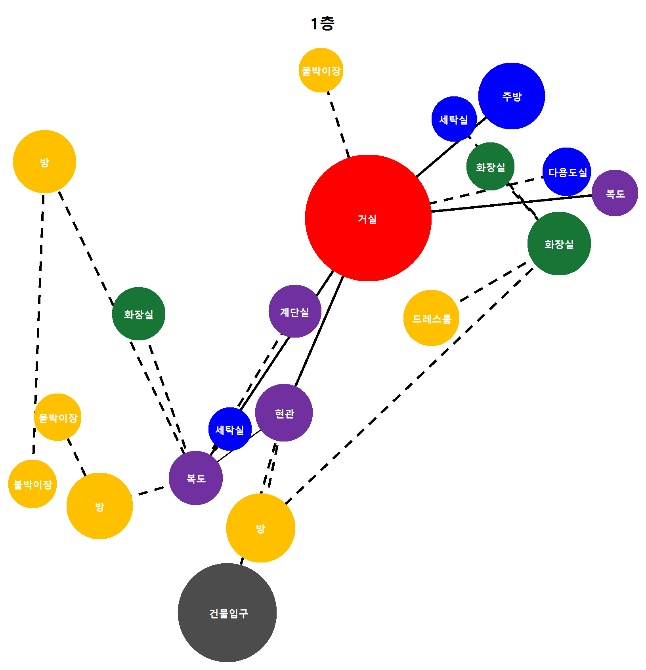 1층
붙박이장
주방
세탁실
방
화장실
다용도실
복도
거실
화장실
화장실
계단실
드레스룸
붙박이장
현관
세탁실
복도
붙박이장
방
방
건물입구